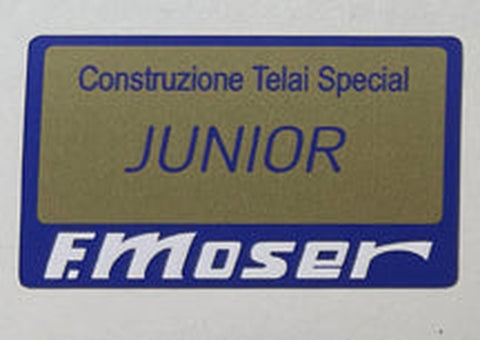 Construzione Telai Special
JUNIOR
F.Moser